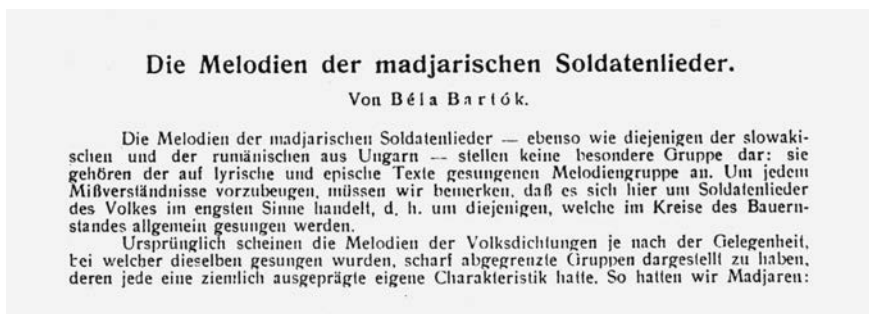 Die Melodien der madjarischen Soldatenlieder.
Von Béla Bartók.
Die Melodien der madjarischen Soldatenlieder — ebenso wie diejenigen der slowaki-
schen und der rumänischen aus Ungarn — stellen keine besondere Gruppe dar: sie
gehören der auf lyrische und epische Texte gesungenen Melodiengruppe an. Um jedem
Mißverständnisse vorzubeugen, müssen wir bemerken, daß es sich hier um Soldatenlieder
des Volkes im engsten Sinne handelt, d. h. um diejenigen, welche im Kreise des Bauern-
standes allgemein gesungen werden.
Ursprünglich scheinen die Melodien der Volksdichtungen je nach der Gelegenheit,
bei welcher dieselben gesungen wurden, scharf abgegrenzte Gruppen dargestellt zu haben,
deren jede eine ziemlich ausgeprägte eigene Charakteristik hatte. So hatten wir Madjaren: